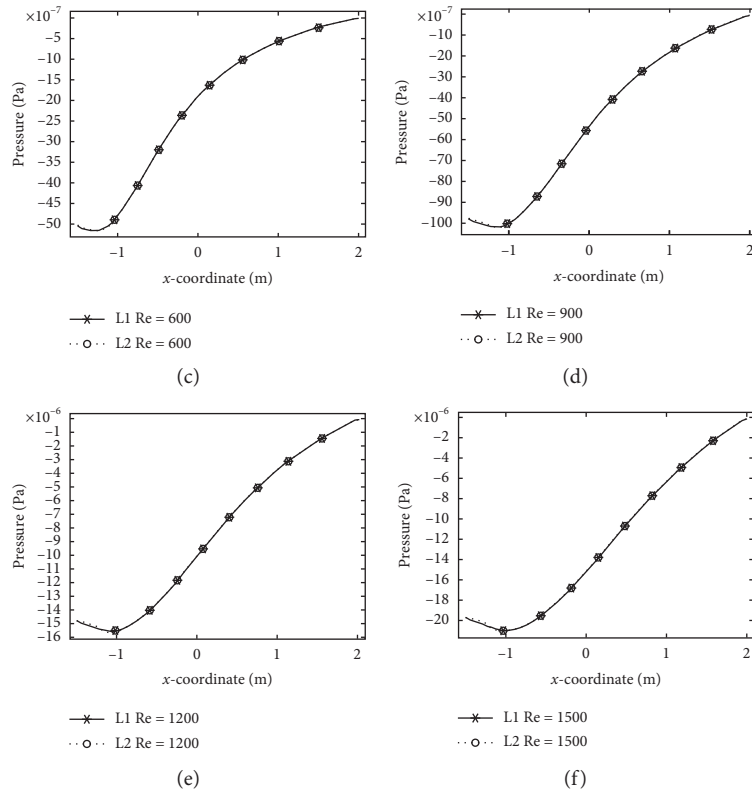 ×10⁻⁷
−5
−10
−15
−20
−25
−30
−35
−40
−45
−50
Pressure (Pa)
−1 0 1 2
x-coordinate (m)
L1 Re = 600
L2 Re = 600
(c)
×10⁻⁷
−10
−20
−30
−40
−50
−60
−70
−80
−90
−100
Pressure (Pa)
−1 0 1 2
x-coordinate (m)
L1 Re = 900
L2 Re = 900
(d)
×10⁻⁶
−1
−2
−3
−4
−5
−6
−7
−8
−9
−10
−11
−12
−13
−14
−15
−16
Pressure (Pa)
−1 0 1 2
x-coordinate (m)
L1 Re = 1200
L2 Re = 1200
(e)
×10⁻⁶
−2
−4
−6
−8
−10
−12
−14
−16
−18
−20
Pressure (Pa)
−1 0 1 2
x-coordinate (m)
L1 Re = 1500
L2 Re = 1500
(f)